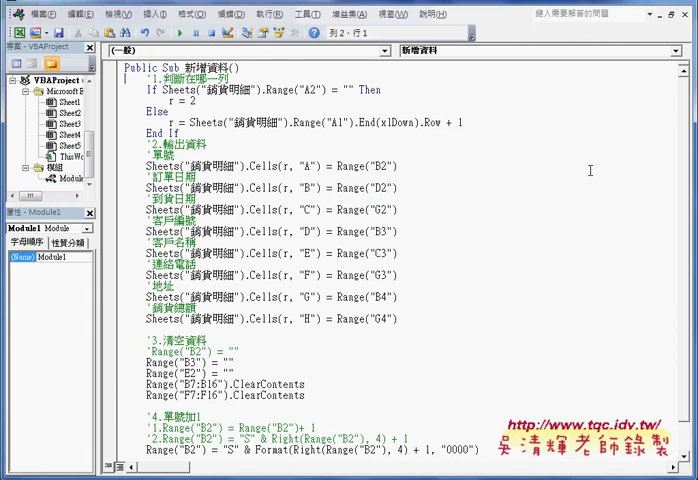 檔案(F) 編輯(E) 檢視(V) 插入(I) 格式(O) 偵錯(D) 執行(R) 工具(T) 增益集(A) 視窗(W) 說明(H) 鍵入需要解答的問題
列 2，行 1
專案 - VBAProject
(一般) 新增資料
VBAProject
Microsoft E
Sheet1
Sheet2
Sheet3
Sheet4
Sheet5
ThisWo
模組
Module
屬性 - Module1
Module1 Module
字母順序 性質分類
(Name) Module1
Public Sub 新增資料()
'1.判斷在哪一列
If Sheets("銷貨明細").Range("A2") = "" Then
r = 2
Else
r = Sheets("銷貨明細").Range("A1").End(xlDown).Row + 1
End If
'2.輸出資料
'單號
Sheets("銷貨明細").Cells(r, "A") = Range("B2")
'訂單日期
Sheets("銷貨明細").Cells(r, "B") = Range("D2")
'到貨日期
Sheets("銷貨明細").Cells(r, "C") = Range("G2")
'客戶編號
Sheets("銷貨明細").Cells(r, "D") = Range("B3")
'客戶名稱
Sheets("銷貨明細").Cells(r, "E") = Range("C3")
'連絡電話
Sheets("銷貨明細").Cells(r, "F") = Range("G3")
'地址
Sheets("銷貨明細").Cells(r, "G") = Range("B4")
'銷貨總額
Sheets("銷貨明細").Cells(r, "H") = Range("G4")
'3.清空資料
'Range("B2") = ""
Range("B3") = ""
Range("E2") = ""
Range("B7:B16").ClearContents
Range("F7:F16").ClearContents
'4.單號加1
'1.Range("B2") = Range("B2")+ 1
'2.Range("B2") = "S" & Right(Range("B2"), 4) + 1
Range("B2") = "S" & Format(Right(Range("B2"), 4) + 1, "0000")
http://www.tqc.idv.tw/
吳清輝老師錄製